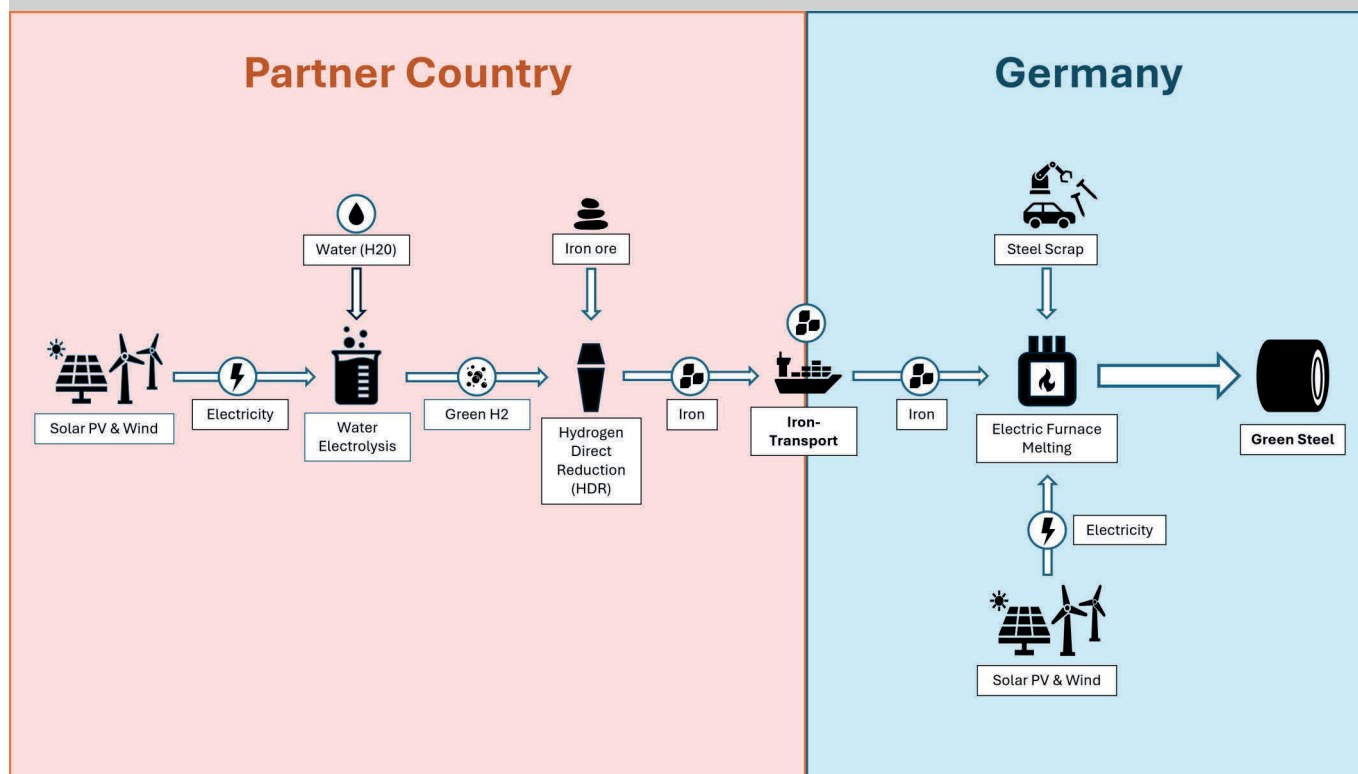 Partner Country
Germany
Water (H20)
Iron ore
Steel Scrap
Solar PV & Wind
Electricity
Water
Electrolysis
Green H2
Hydrogen
Direct
Reduction
(HDR)
Iron
Iron-
Transport
Iron
Electric Furnace
Melting
Green Steel
Electricity
Solar PV & Wind